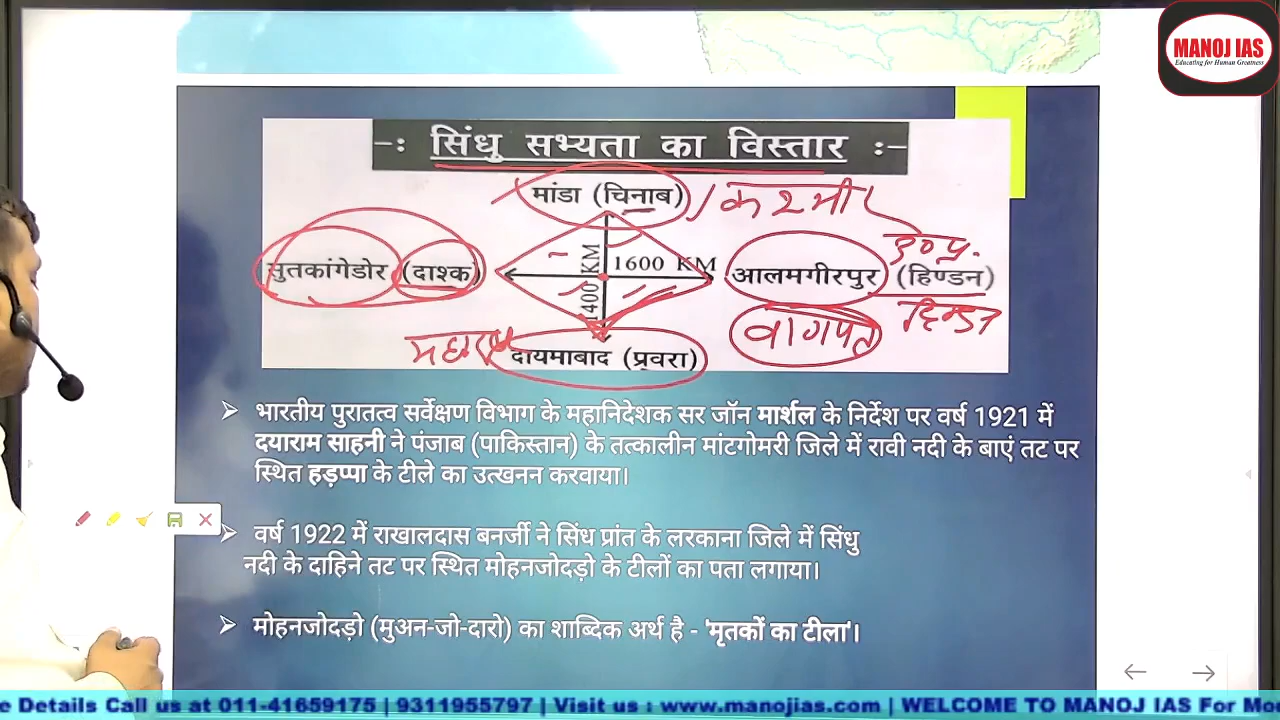 MANOJ IAS
Educating for Human Greatness
-: सिंधु सभ्यता का विस्तार :-
मांडा (चिनाब)
सुतकांगेडोर (दाश्क)
1400 KM
1600 KM
आलमगीरपुर (हिण्डन)
वागपत
दायमाबाद (प्रवरा)
➢ भारतीय पुरातत्व सर्वेक्षण विभाग के महानिदेशक सर जॉन मार्शल के निर्देश पर वर्ष 1921 में
दयाराम साहनी ने पंजाब (पाकिस्तान) के तत्कालीन मांटगोमरी जिले में रावी नदी के बाएं तट पर
स्थित हड़प्पा के टीले का उत्खनन करवाया।
➢ वर्ष 1922 में राखालदास बनर्जी ने सिंध प्रांत के लरकाना जिले में सिंधु
नदी के दाहिने तट पर स्थित मोहनजोदड़ो के टीलों का पता लगाया।
➢ मोहनजोदड़ो (मुअन-जो-दारो) का शाब्दिक अर्थ है - 'मृतकों का टीला'।
e Details Call us at 011-41659175 | 9311955797 | Visit us : www.manojias.com | WELCOME TO MANOJ IAS For Mo